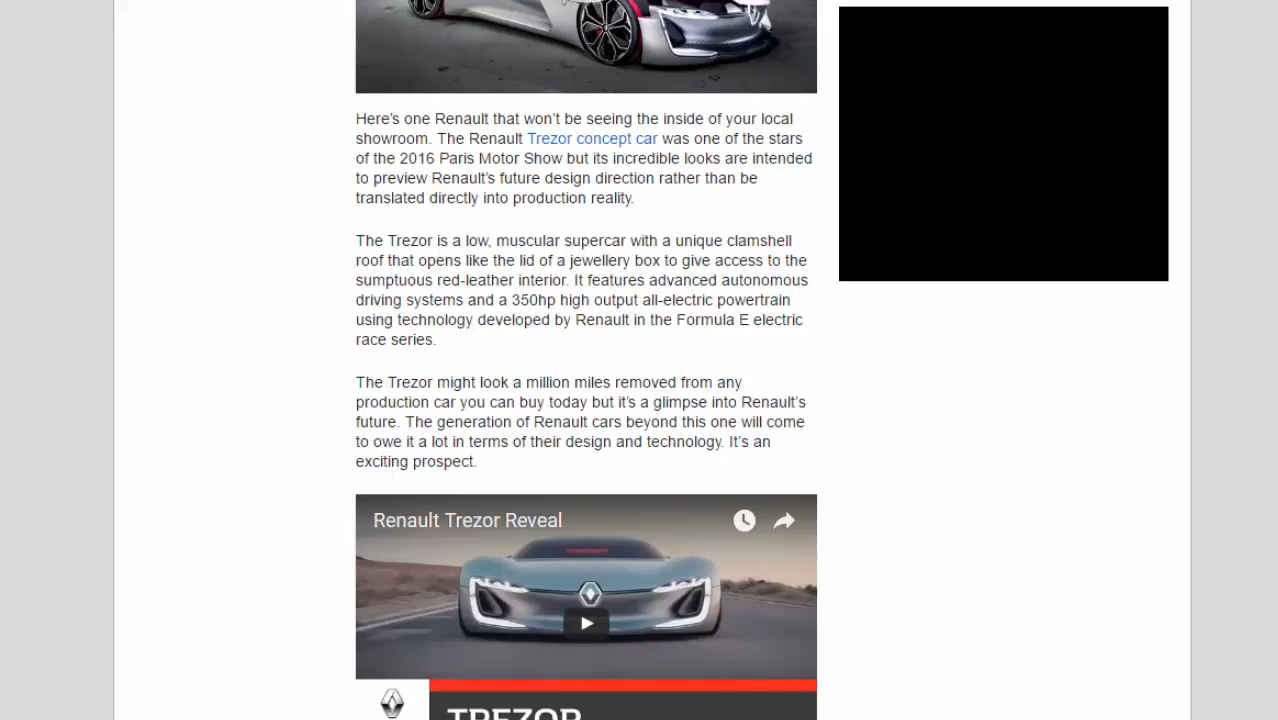 Here’s one Renault that won’t be seeing the inside of your local
showroom. The Renault Trezor concept car was one of the stars
of the 2016 Paris Motor Show but its incredible looks are intended
to preview Renault’s future design direction rather than be
translated directly into production reality.
The Trezor is a low, muscular supercar with a unique clamshell
roof that opens like the lid of a jewellery box to give access to the
sumptuous red-leather interior. It features advanced autonomous
driving systems and a 350hp high output all-electric powertrain
using technology developed by Renault in the Formula E electric
race series.
The Trezor might look a million miles removed from any
production car you can buy today but it’s a glimpse into Renault’s
future. The generation of Renault cars beyond this one will come
to owe it a lot in terms of their design and technology. It’s an
exciting prospect.
Renault Trezor Reveal
TREZOR